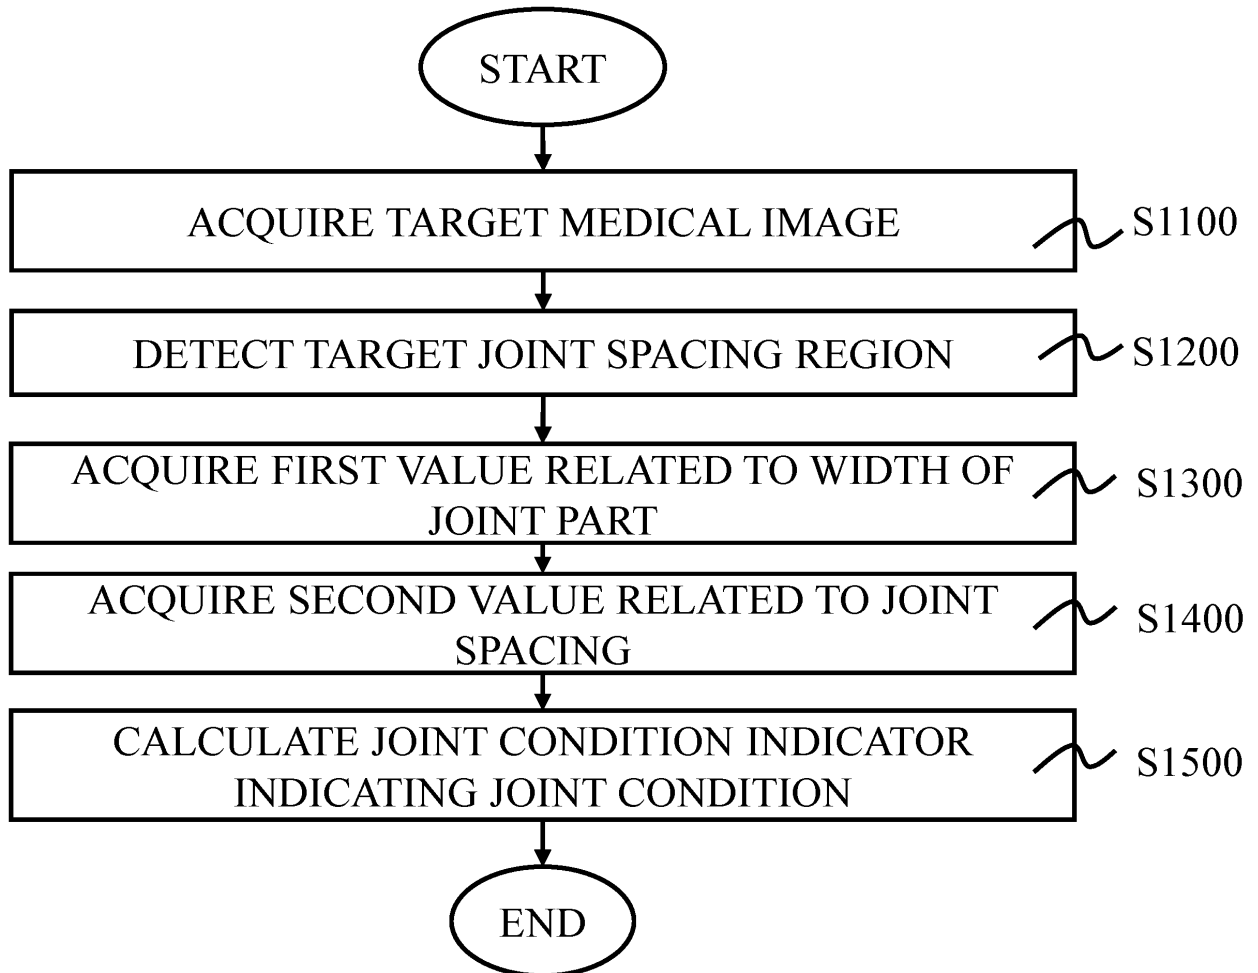 START
ACQUIRE TARGET MEDICAL IMAGE
S1100
DETECT TARGET JOINT SPACING REGION
S1200
ACQUIRE FIRST VALUE RELATED TO WIDTH OF
JOINT PART
S1300
ACQUIRE SECOND VALUE RELATED TO JOINT
SPACING
S1400
CALCULATE JOINT CONDITION INDICATOR
INDICATING JOINT CONDITION
S1500
END